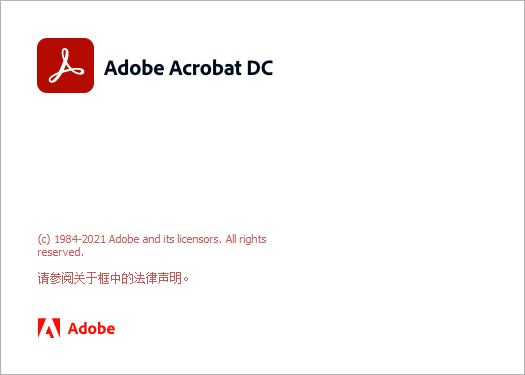 Adobe Acrobat DC
(c) 1984-2021 Adobe and its licensors. All rights
reserved.
请参阅关于框中的法律声明。
Adobe